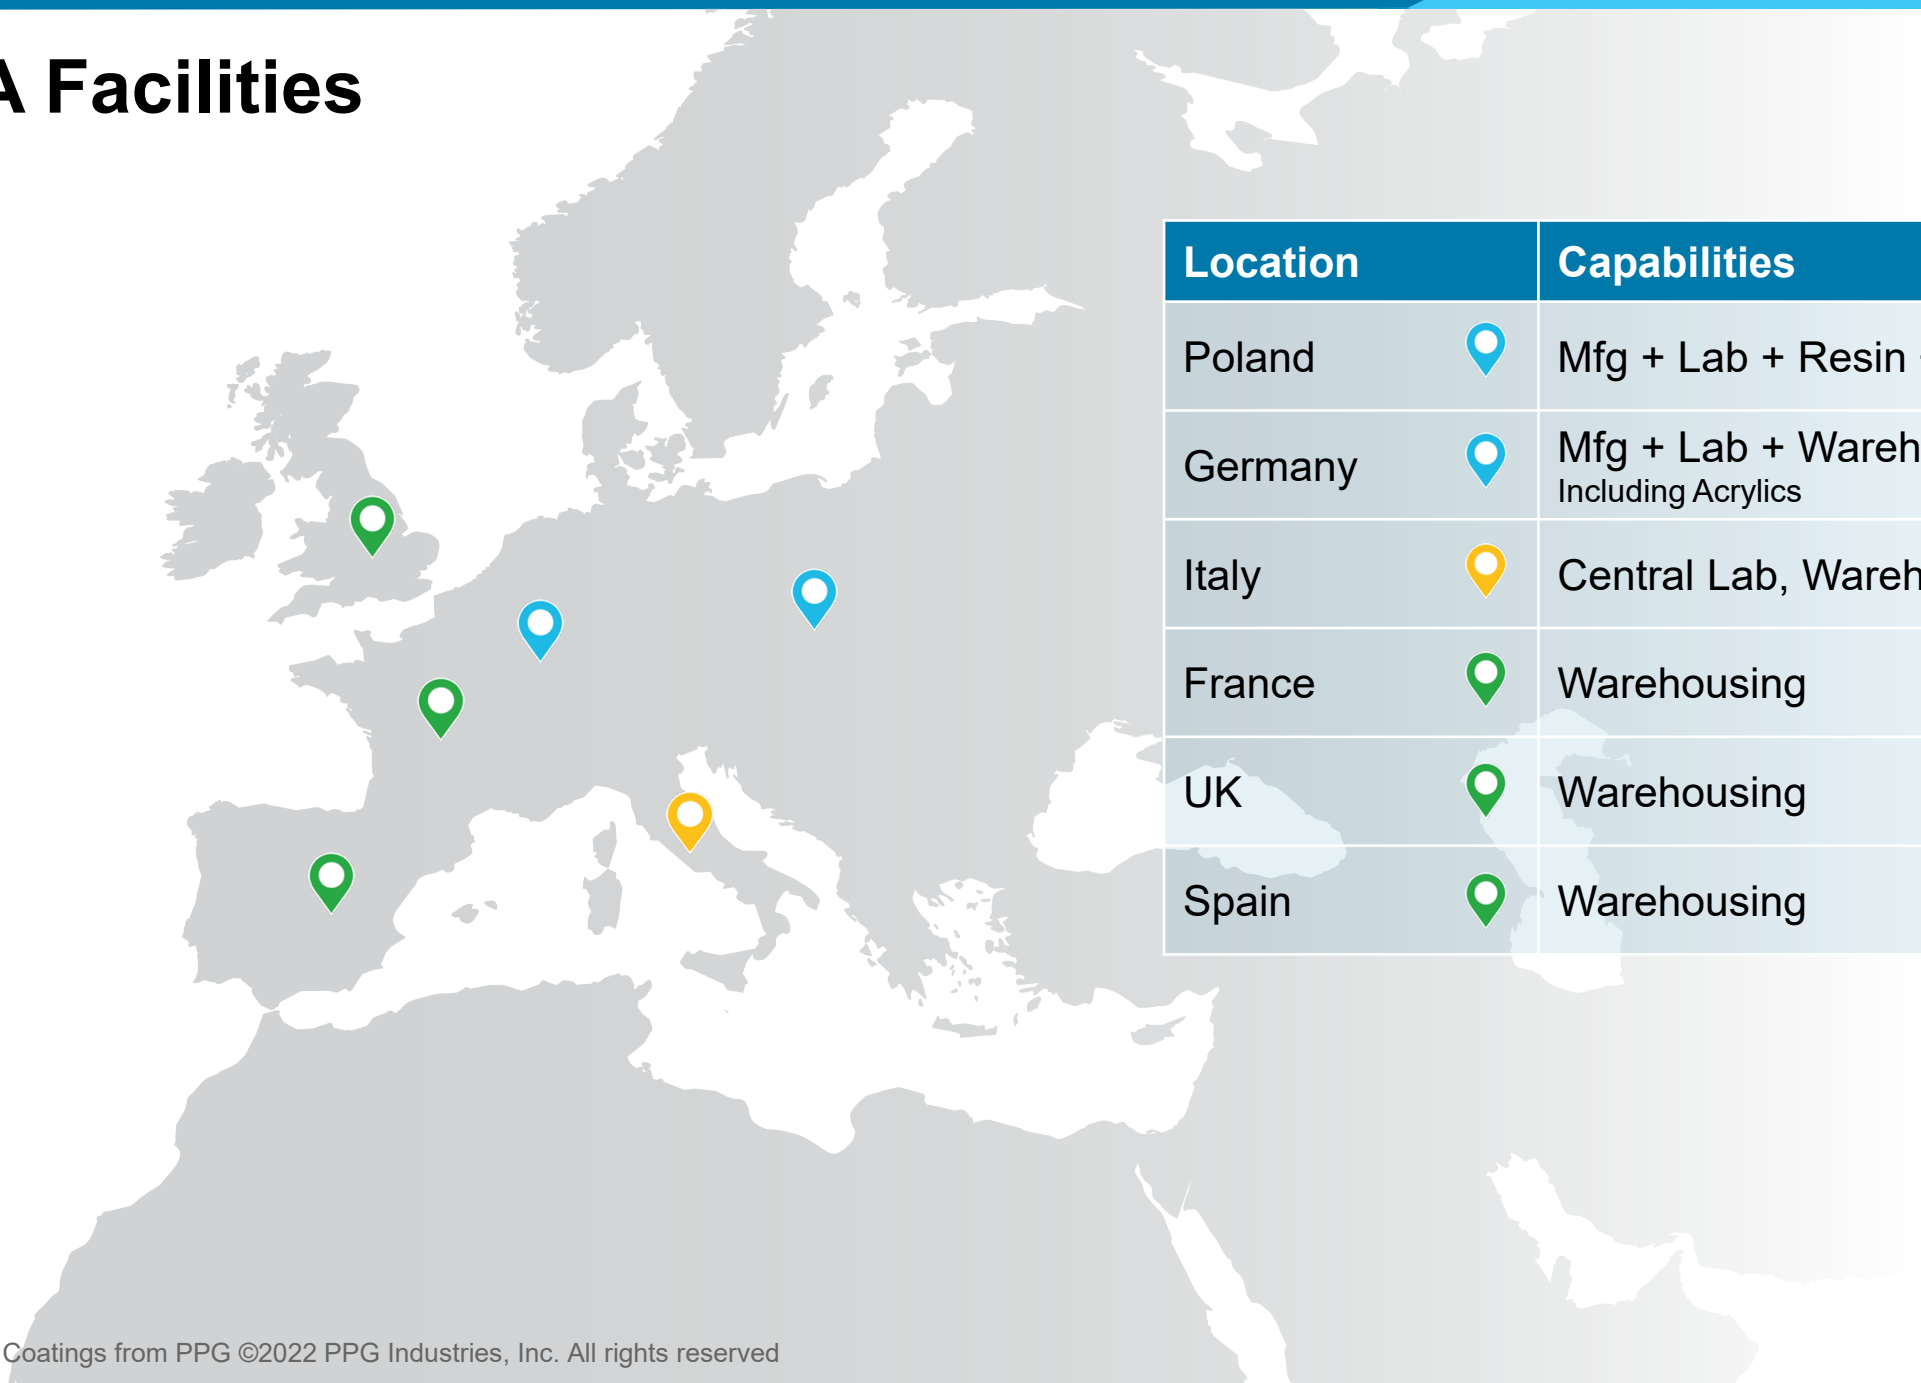 A Facilities
Location Capabilities
Poland Mfg + Lab + Resin
Germany Mfg + Lab + Wareh
Including Acrylics
Italy Central Lab, Wareh
France Warehousing
UK Warehousing
Spain Warehousing
Coatings from PPG ©2022 PPG Industries, Inc. All rights reserved